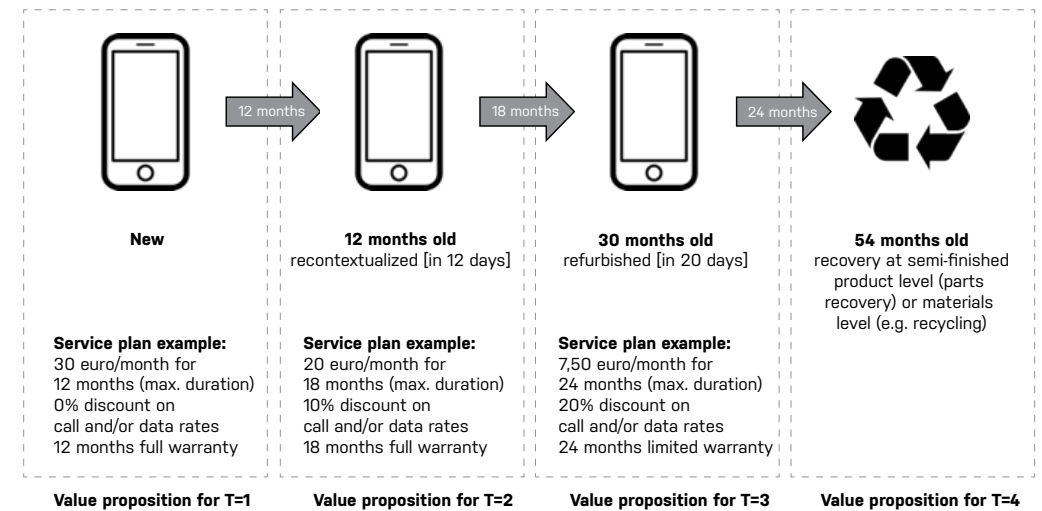 12 months
18 months
24 months
New
12 months old
recontextualized [in 12 days]
30 months old
refurbished [in 20 days]
54 months old
recovery at semi-finished
product level (parts
recovery) or materials
level (e.g. recycling)
Service plan example:
30 euro/month for
12 months (max. duration)
0% discount on
call and/or data rates
12 months full warranty
Service plan example:
20 euro/month for
18 months (max. duration)
10% discount on
call and/or data rates
18 months full warranty
Service plan example:
7,50 euro/month for
24 months (max. duration)
20% discount on
call and/or data rates
24 months limited warranty
Value proposition for T=1
Value proposition for T=2
Value proposition for T=3
Value proposition for T=4